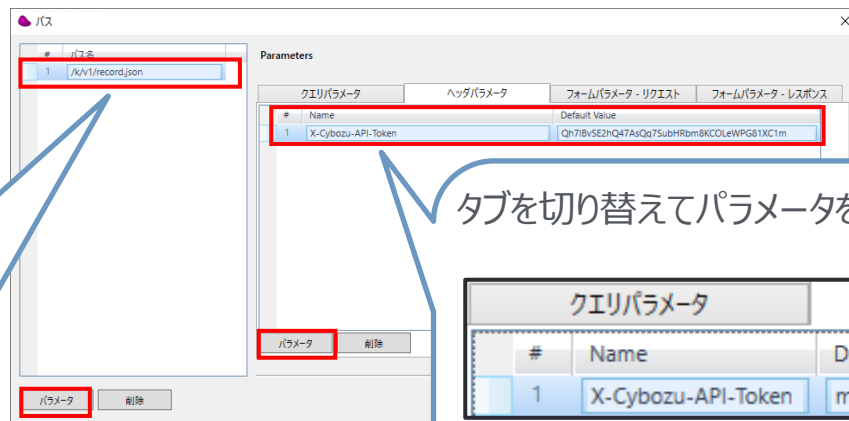 パス
# パス名
1 /k/v1/record.json
Parameters
クエリパラメータ ヘッダパラメータ フォームパラメータ - リクエスト フォームパラメータ - レスポンス
# Name Default Value
1 X-Cybozu-API-Token Qh7IBvSE2hQ47AsQq7SubHRbm8KCOLeWPG81XC1m
タブを切り替えてパラメータを
クエリパラメータ
# Name D
1 X-Cybozu-API-Token m
パラメータ 削除
パラメータ 削除